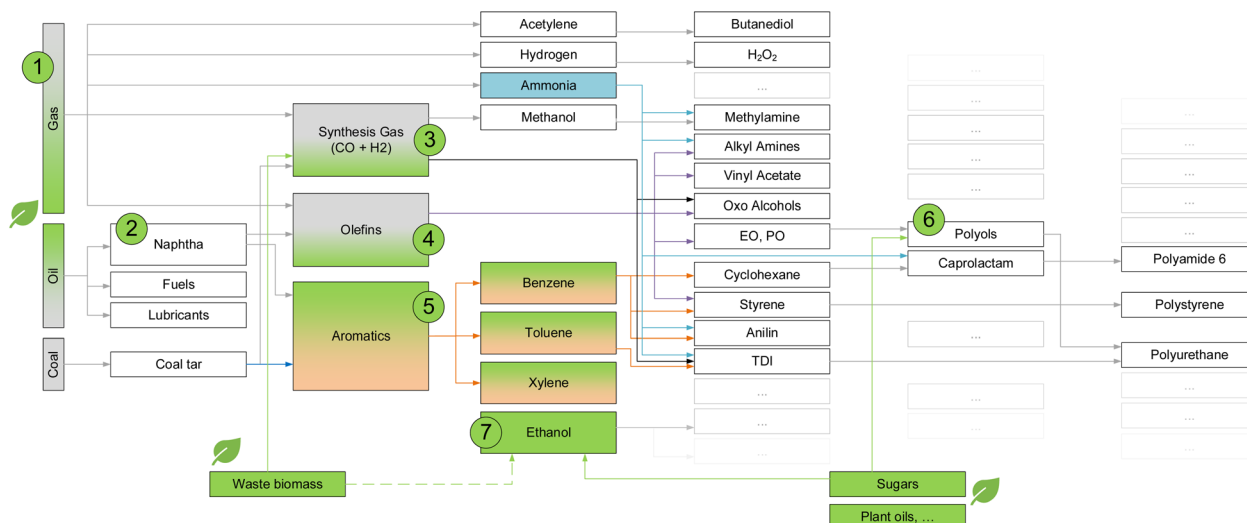 1
Gas
Oil
Coal
2
Naphtha
Fuels
Lubricants
Coal tar
Synthesis Gas
(CO + H2)
3
Olefins
4
Aromatics
5
Waste biomass
Acetylene
Hydrogen
Ammonia
Methanol
Benzene
Toluene
Xylene
7
Ethanol
Butanediol
H₂O₂
...
Methylamine
Alkyl Amines
Vinyl Acetate
Oxo Alcohols
EO, PO
Cyclohexane
Styrene
Anilin
TDI
...
...
...
Sugars
Plant oils, ...
...
...
...
...
...
6
Polyols
Caprolactam
...
...
...
...
...
...
...
...
Polyamide 6
Polystyrene
Polyurethane
...
...
...